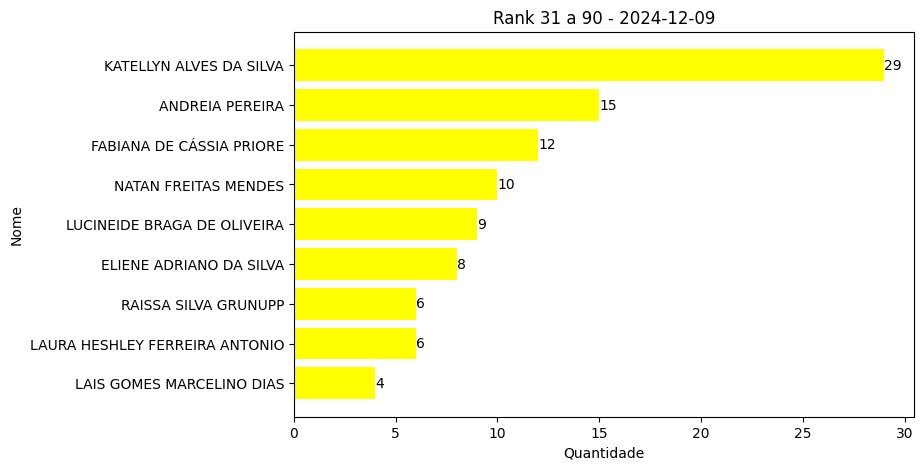 Rank 31 a 90 - 2024-12-09
KATELLYN ALVES DA SILVA 29
ANDREIA PEREIRA 15
FABIANA DE CÁSSIA PRIORE 12
NATAN FREITAS MENDES 10
LUCINEIDE BRAGA DE OLIVEIRA 9
ELIENE ADRIANO DA SILVA 8
RAISSA SILVA GRUNUPP 6
LAURA HESHLEY FERREIRA ANTONIO 6
LAIS GOMES MARCELINO DIAS 4
Nome
0 5 10 15 20 25 30
Quantidade